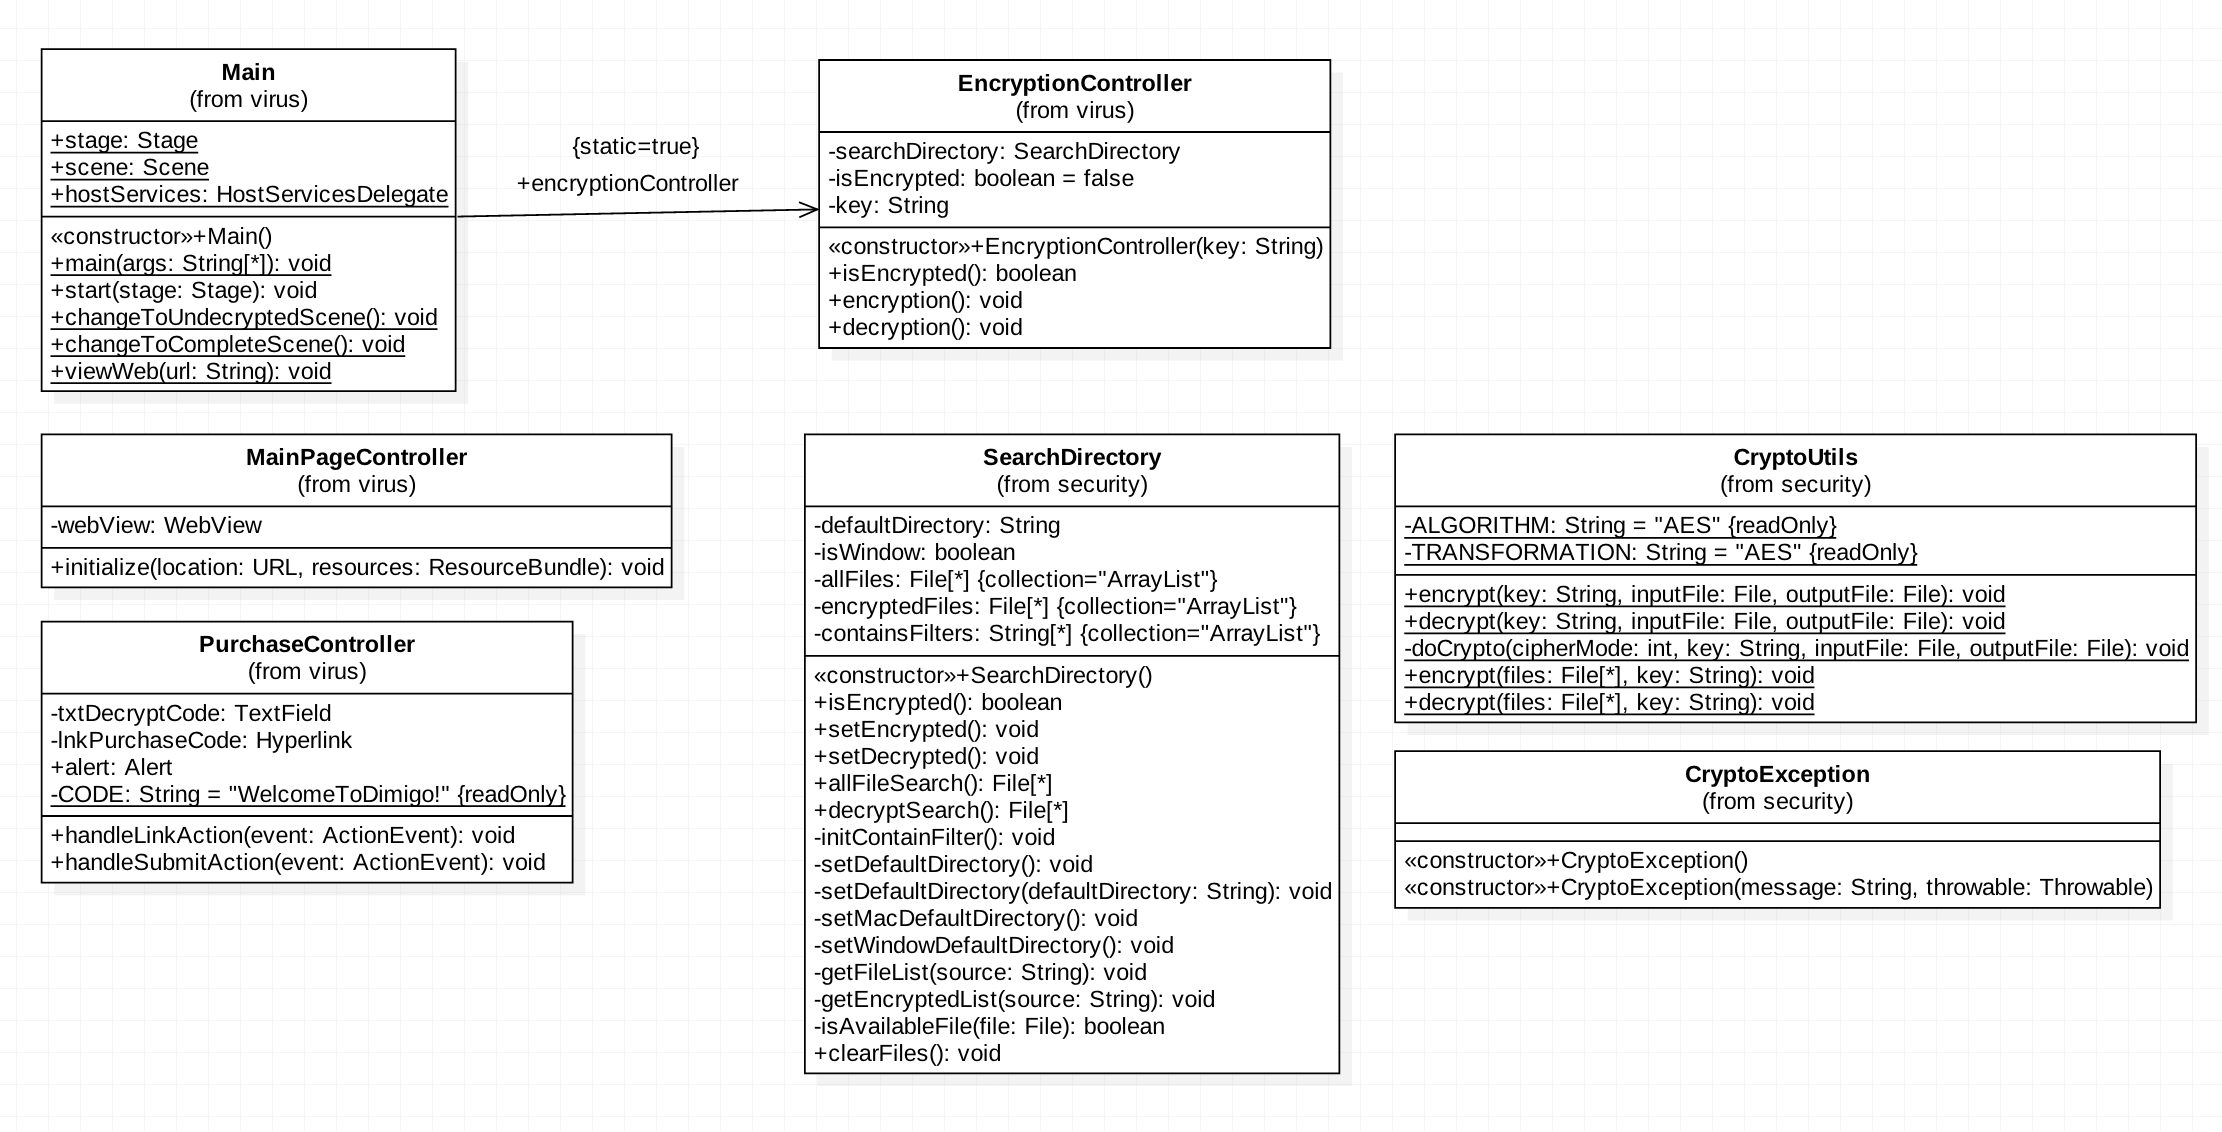 Main
(from virus)
+stage: Stage
+scene: Scene
+hostServices: HostServicesDelegate
«constructor»+Main()
+main(args: String[*]): void
+start(stage: Stage): void
+changeToUndecryptedScene(): void
+changeToCompleteScene(): void
+viewWeb(url: String): void
{static=true}
+encryptionController
EncryptionController
(from virus)
-searchDirectory: SearchDirectory
-isEncrypted: boolean = false
-key: String
«constructor»+EncryptionController(key: String)
+isEncrypted(): boolean
+encryption(): void
+decryption(): void
MainPageController
(from virus)
-webView: WebView
+initialize(location: URL, resources: ResourceBundle): void
PurchaseController
(from virus)
-txtDecryptCode: TextField
-lnkPurchaseCode: Hyperlink
+alert: Alert
-CODE: String = "WelcomeToDimigo!" {readOnly}
+handleLinkAction(event: ActionEvent): void
+handleSubmitAction(event: ActionEvent): void
SearchDirectory
(from security)
-defaultDirectory: String
-isWindow: boolean
-allFiles: File[*] {collection="ArrayList"}
-encryptedFiles: File[*] {collection="ArrayList"}
-containsFilters: String[*] {collection="ArrayList"}
«constructor»+SearchDirectory()
+isEncrypted(): boolean
+setEncrypted(): void
+setDecrypted(): void
+allFileSearch(): File[*]
+decryptSearch(): File[*]
-initContainFilter(): void
-setDefaultDirectory(): void
-setDefaultDirectory(defaultDirectory: String): void
-setMacDefaultDirectory(): void
-setWindowDefaultDirectory(): void
-getFileList(source: String): void
-getEncryptedList(source: String): void
-isAvailableFile(file: File): boolean
+clearFiles(): void
CryptoUtils
(from security)
-ALGORITHM: String = "AES" {readOnly}
-TRANSFORMATION: String = "AES" {readOnly}
+encrypt(key: String, inputFile: File, outputFile: File): void
+decrypt(key: String, inputFile: File, outputFile: File): void
-doCrypto(cipherMode: int, key: String, inputFile: File, outputFile: File): void
+encrypt(files: File[*], key: String): void
+decrypt(files: File[*], key: String): void
CryptoException
(from security)
«constructor»+CryptoException()
«constructor»+CryptoException(message: String, throwable: Throwable)